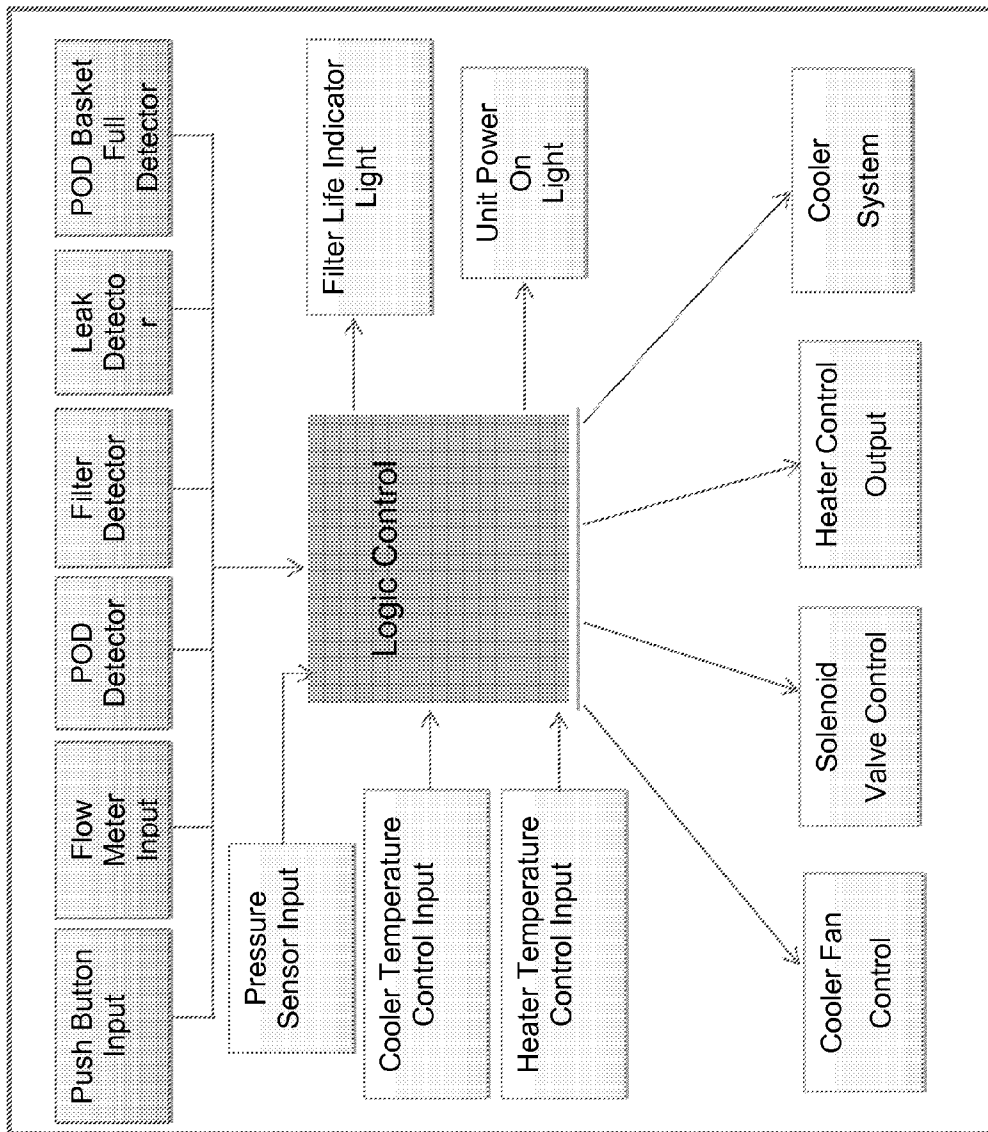 Push Button
Input
Flow
Meter
Input
POD
Detector
Filter
Detector
Leak
Detecto
r
POD Basket
Full
Detector
Pressure
Sensor Input
Cooler Temperature
Control Input
Heater Temperature
Control Input
Logic Control
Filter Life Indicator
Light
Unit Power
On
Light
Cooler Fan
Control
Solenoid
Valve Control
Heater Control
Output
Cooler
System